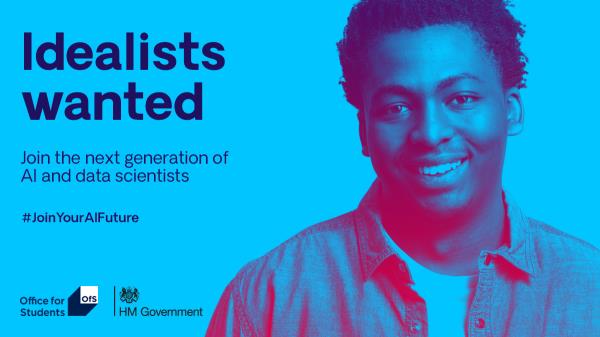 Idealists
wanted
Join the next generation of
AI and data scientists
#JoinYourAIFuture
Office for
Students
OfS
HM Government